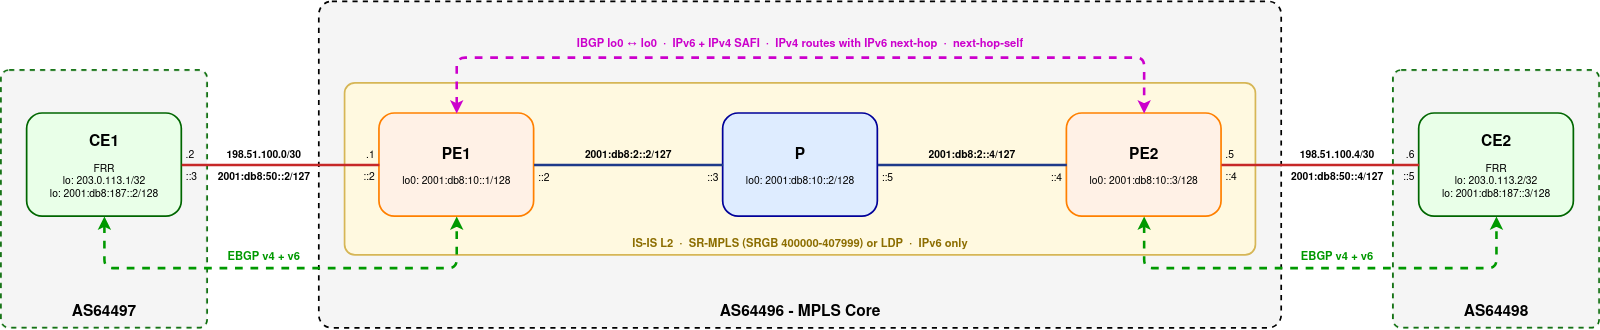 IBGP lo0 ↔ lo0 · IPv6 + IPv4 SAFI · IPv4 routes with IPv6 next-hop · next-hop-self
CE1
FRR
lo: 203.0.113.1/32
lo: 2001:db8:187::2/128
.2
::3
198.51.100.0/30
2001:db8:50::2/127
.1
::2
PE1
lo0: 2001:db8:10::1/128
::2
2001:db8:2::2/127
::3
P
lo0: 2001:db8:10::2/128
::5
2001:db8:2::4/127
::4
PE2
lo0: 2001:db8:10::3/128
.5
::4
198.51.100.4/30
2001:db8:50::4/127
.6
::5
CE2
FRR
lo: 203.0.113.2/32
lo: 2001:db8:187::3/128
IS-IS L2 · SR-MPLS (SRGB 400000-407999) or LDP · IPv6 only
EBGP v4 + v6
EBGP v4 + v6
AS64497
AS64496 - MPLS Core
AS64498